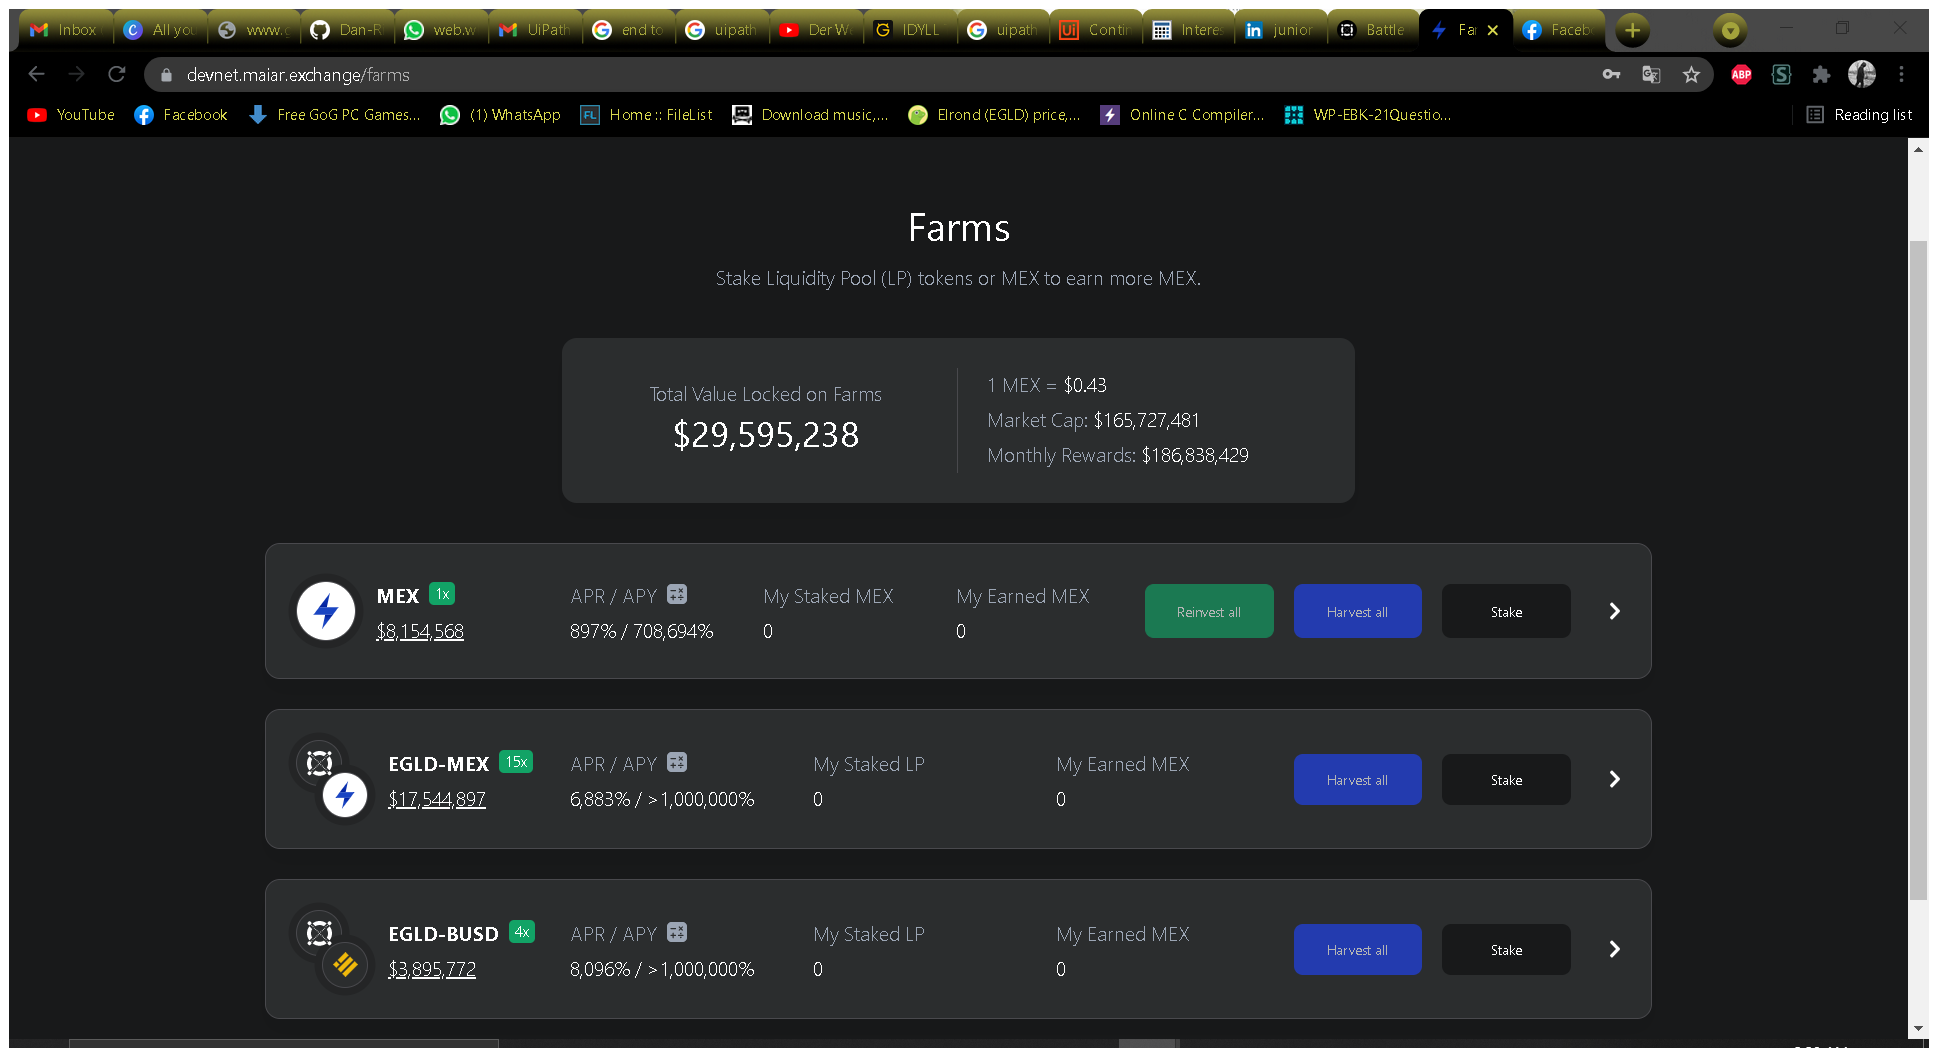 Inbox All you www.g Dan-R web.w UiPath end to uipath Der W IDYLL uipath Contin Interes junior Battle Far Facebo
devnet.maiar.exchange/farms
YouTube Facebook Free GoG PC Games... (1) WhatsApp Home :: FileList Download music,... Elrond (EGLD) price,... Online C Compiler... WP-EBK-21Questio... Reading list
Farms
Stake Liquidity Pool (LP) tokens or MEX to earn more MEX.
Total Value Locked on Farms
$29,595,238
1 MEX = $0.43
Market Cap: $165,727,481
Monthly Rewards: $186,838,429
MEX 1x APR / APY My Staked MEX My Earned MEX Reinvest all Harvest all Stake
$8,154,568 897% / 708,694% 0 0
EGLD-MEX 15x APR / APY My Staked LP My Earned MEX Harvest all Stake
$17,544,897 6,883% / >1,000,000% 0 0
EGLD-BUSD 4x APR / APY My Staked LP My Earned MEX Harvest all Stake
$3,895,772 8,096% / >1,000,000% 0 0